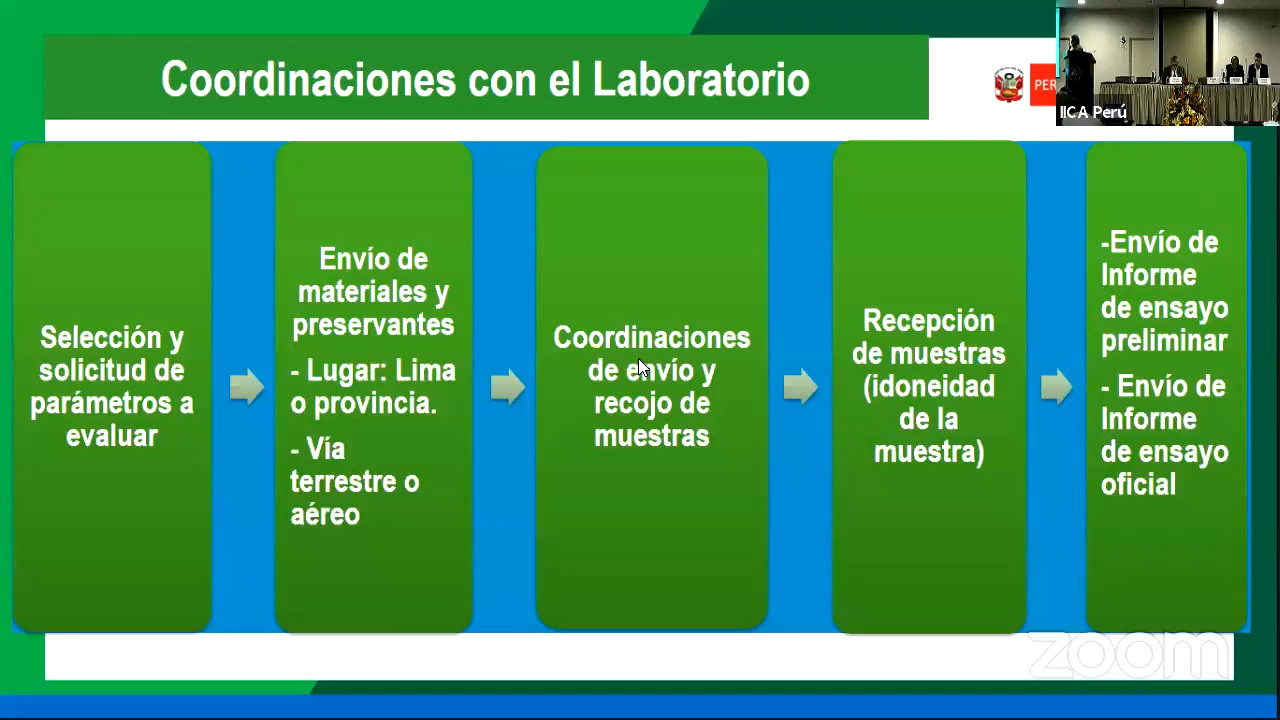 Coordinaciones con el Laboratorio
PER
IICA Perú
Selección y
solicitud de
parámetros a
evaluar
Envío de
materiales y
preservantes
- Lugar: Lima
o provincia.
- Vía
terrestre o
aéreo
Coordinaciones
de envío y
recojo de
muestras
Recepción
de muestras
(idoneidad
de la
muestra)
-Envío de
Informe
de ensayo
preliminar
- Envío de
Informe
de ensayo
oficial
zoom